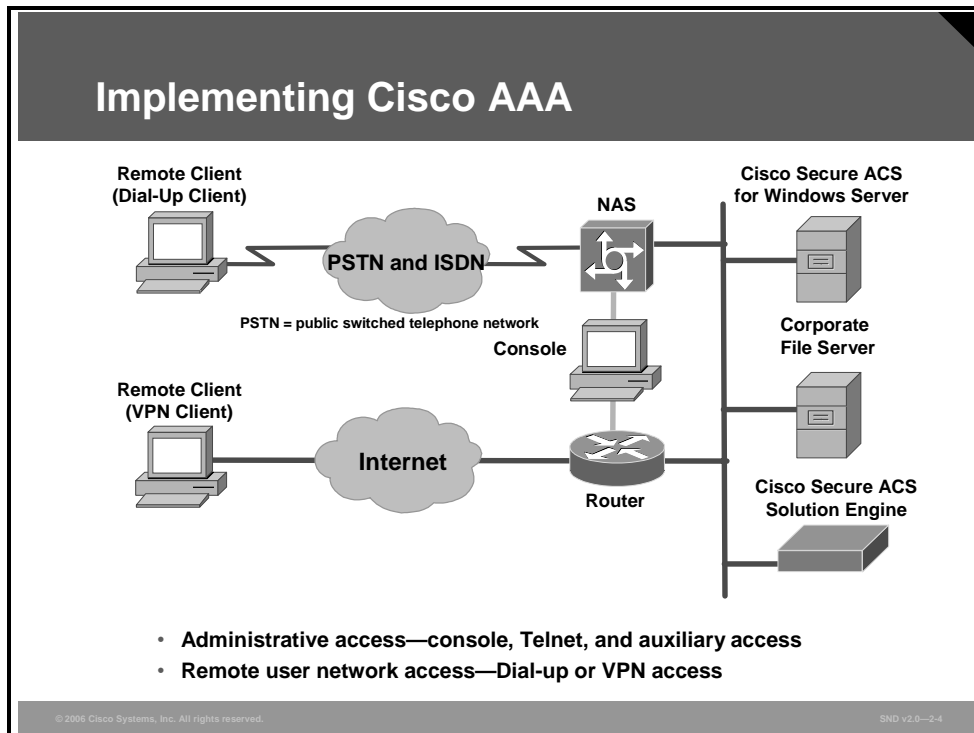 Implementing Cisco AAA
Remote Client
(Dial-Up Client)
PSTN and ISDN
NAS
Cisco Secure ACS
for Windows Server
PSTN = public switched telephone network
Console
Corporate
File Server
Remote Client
(VPN Client)
Internet
Router
Cisco Secure ACS
Solution Engine
• Administrative access—console, Telnet, and auxiliary access
• Remote user network access—Dial-up or VPN access
© 2006 Cisco Systems, Inc. All rights reserved.
SND v2.0—2-4